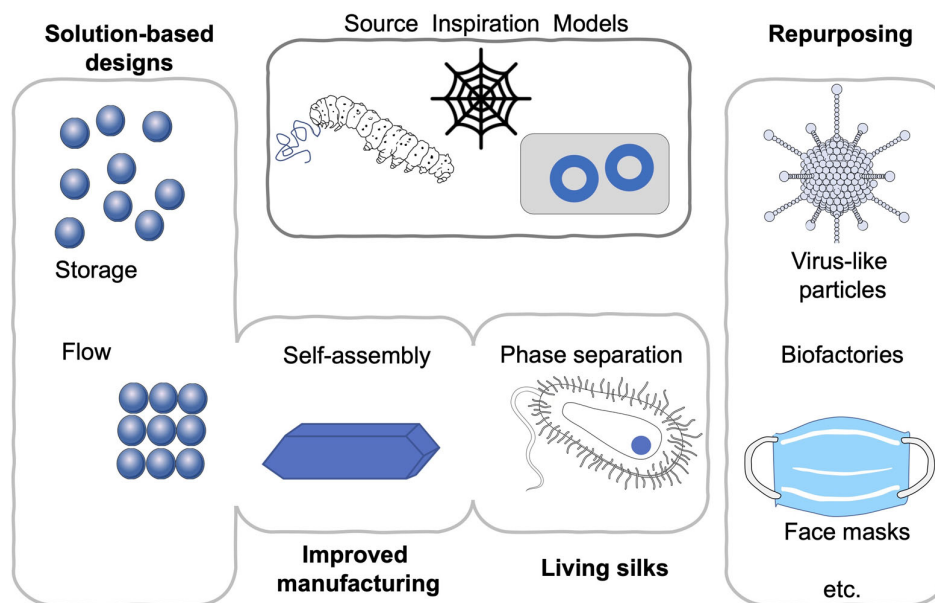 Solution-based
designs
Source Inspiration Models
Repurposing
Storage
Flow
Self-assembly
Phase separation
Improved
manufacturing
Living silks
Virus-like
particles
Biofactories
Face masks
etc.